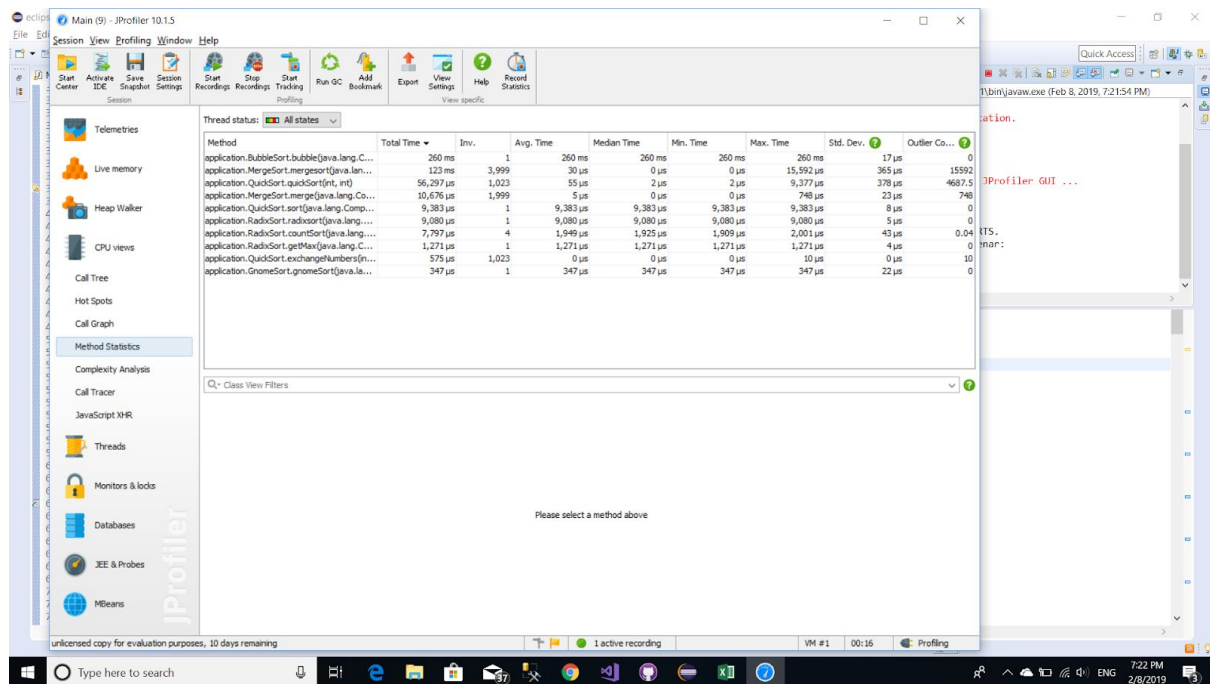 eclips
Main (9) - JProfiler 10.1.5
File Edi
Session View Profiling Window Help
Quick Access
Start Center
Activate IDE
Save Snapshot
Session Settings
Start Recordings
Stop Recordings
Start Tracking
Run GC
Add Bookmark
Export
View Settings
Help
Record Statistics
Session
Profiling
View specific
1\bin\javaw.exe (Feb 8, 2019, 7:21:54 PM)
cation.
JProfiler GUI ...
RTS.
enar:
Telemetries
Live memory
Heap Walker
CPU views
Call Tree
Hot Spots
Call Graph
Method Statistics
Complexity Analysis
Call Tracer
JavaScript XHR
Threads
Monitors & locks
Databases
JEE & Probes
MBeans
JProfiler
Thread status: All states
Method Total Time Inv. Avg. Time Median Time Min. Time Max. Time Std. Dev. Outlier Co...
application.BubbleSort.bubble(java.lang.C... 260 ms 1 260 ms 260 ms 260 ms 260 ms 17 µs 0
application.MergeSort.mergesort(java.lan... 123 ms 3,999 30 µs 0 µs 0 µs 15,592 µs 365 µs 15592
application.QuickSort.quickSort(int, int) 56,297 µs 1,023 55 µs 2 µs 2 µs 9,377 µs 378 µs 4687.5
application.MergeSort.merge(java.lang.Co... 10,676 µs 1,999 5 µs 0 µs 0 µs 748 µs 23 µs 748
application.QuickSort.sort(java.lang.Comp... 9,383 µs 1 9,383 µs 9,383 µs 9,383 µs 9,383 µs 8 µs 0
application.RadixSort.radixsort(java.lang.... 9,080 µs 1 9,080 µs 9,080 µs 9,080 µs 9,080 µs 5 µs 0
application.RadixSort.countSort(java.lang... 7,797 µs 4 1,949 µs 1,925 µs 1,909 µs 2,001 µs 43 µs 0.04
application.RadixSort.getMax(java.lang.C... 1,271 µs 1 1,271 µs 1,271 µs 1,271 µs 1,271 µs 4 µs 0
application.QuickSort.exchangeNumbers(in... 575 µs 1,023 0 µs 0 µs 0 µs 10 µs 0 µs 10
application.GnomeSort.gnomeSort(java.la... 347 µs 1 347 µs 347 µs 347 µs 347 µs 22 µs 0
Class View Filters
Please select a method above
unlicensed copy for evaluation purposes, 10 days remaining
1 active recording
VM #1
00:16
Profiling
Type here to search
37
ENG
7:22 PM
2/8/2019
3